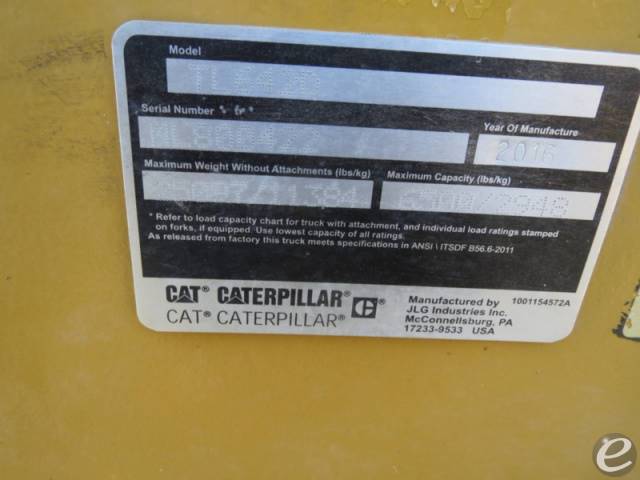 Model
Serial Number
Year Of Manufacture
2016
Maximum Weight Without Attachments (lbs/kg)
Maximum Capacity (lbs/kg)
6500/2948
* Refer to load capacity chart for truck with attachment, and individual load ratings stamped
on forks, if equipped. Use lowest capacity of all ratings.
As released from factory this truck meets specifications in ANSI \ ITSDF B56.6-2011
CAT® CATERPILLAR®
CAT® CATERPILLAR®
Manufactured by
JLG Industries Inc.
McConnellsburg, PA
17233-9533 USA
1001154572A
e